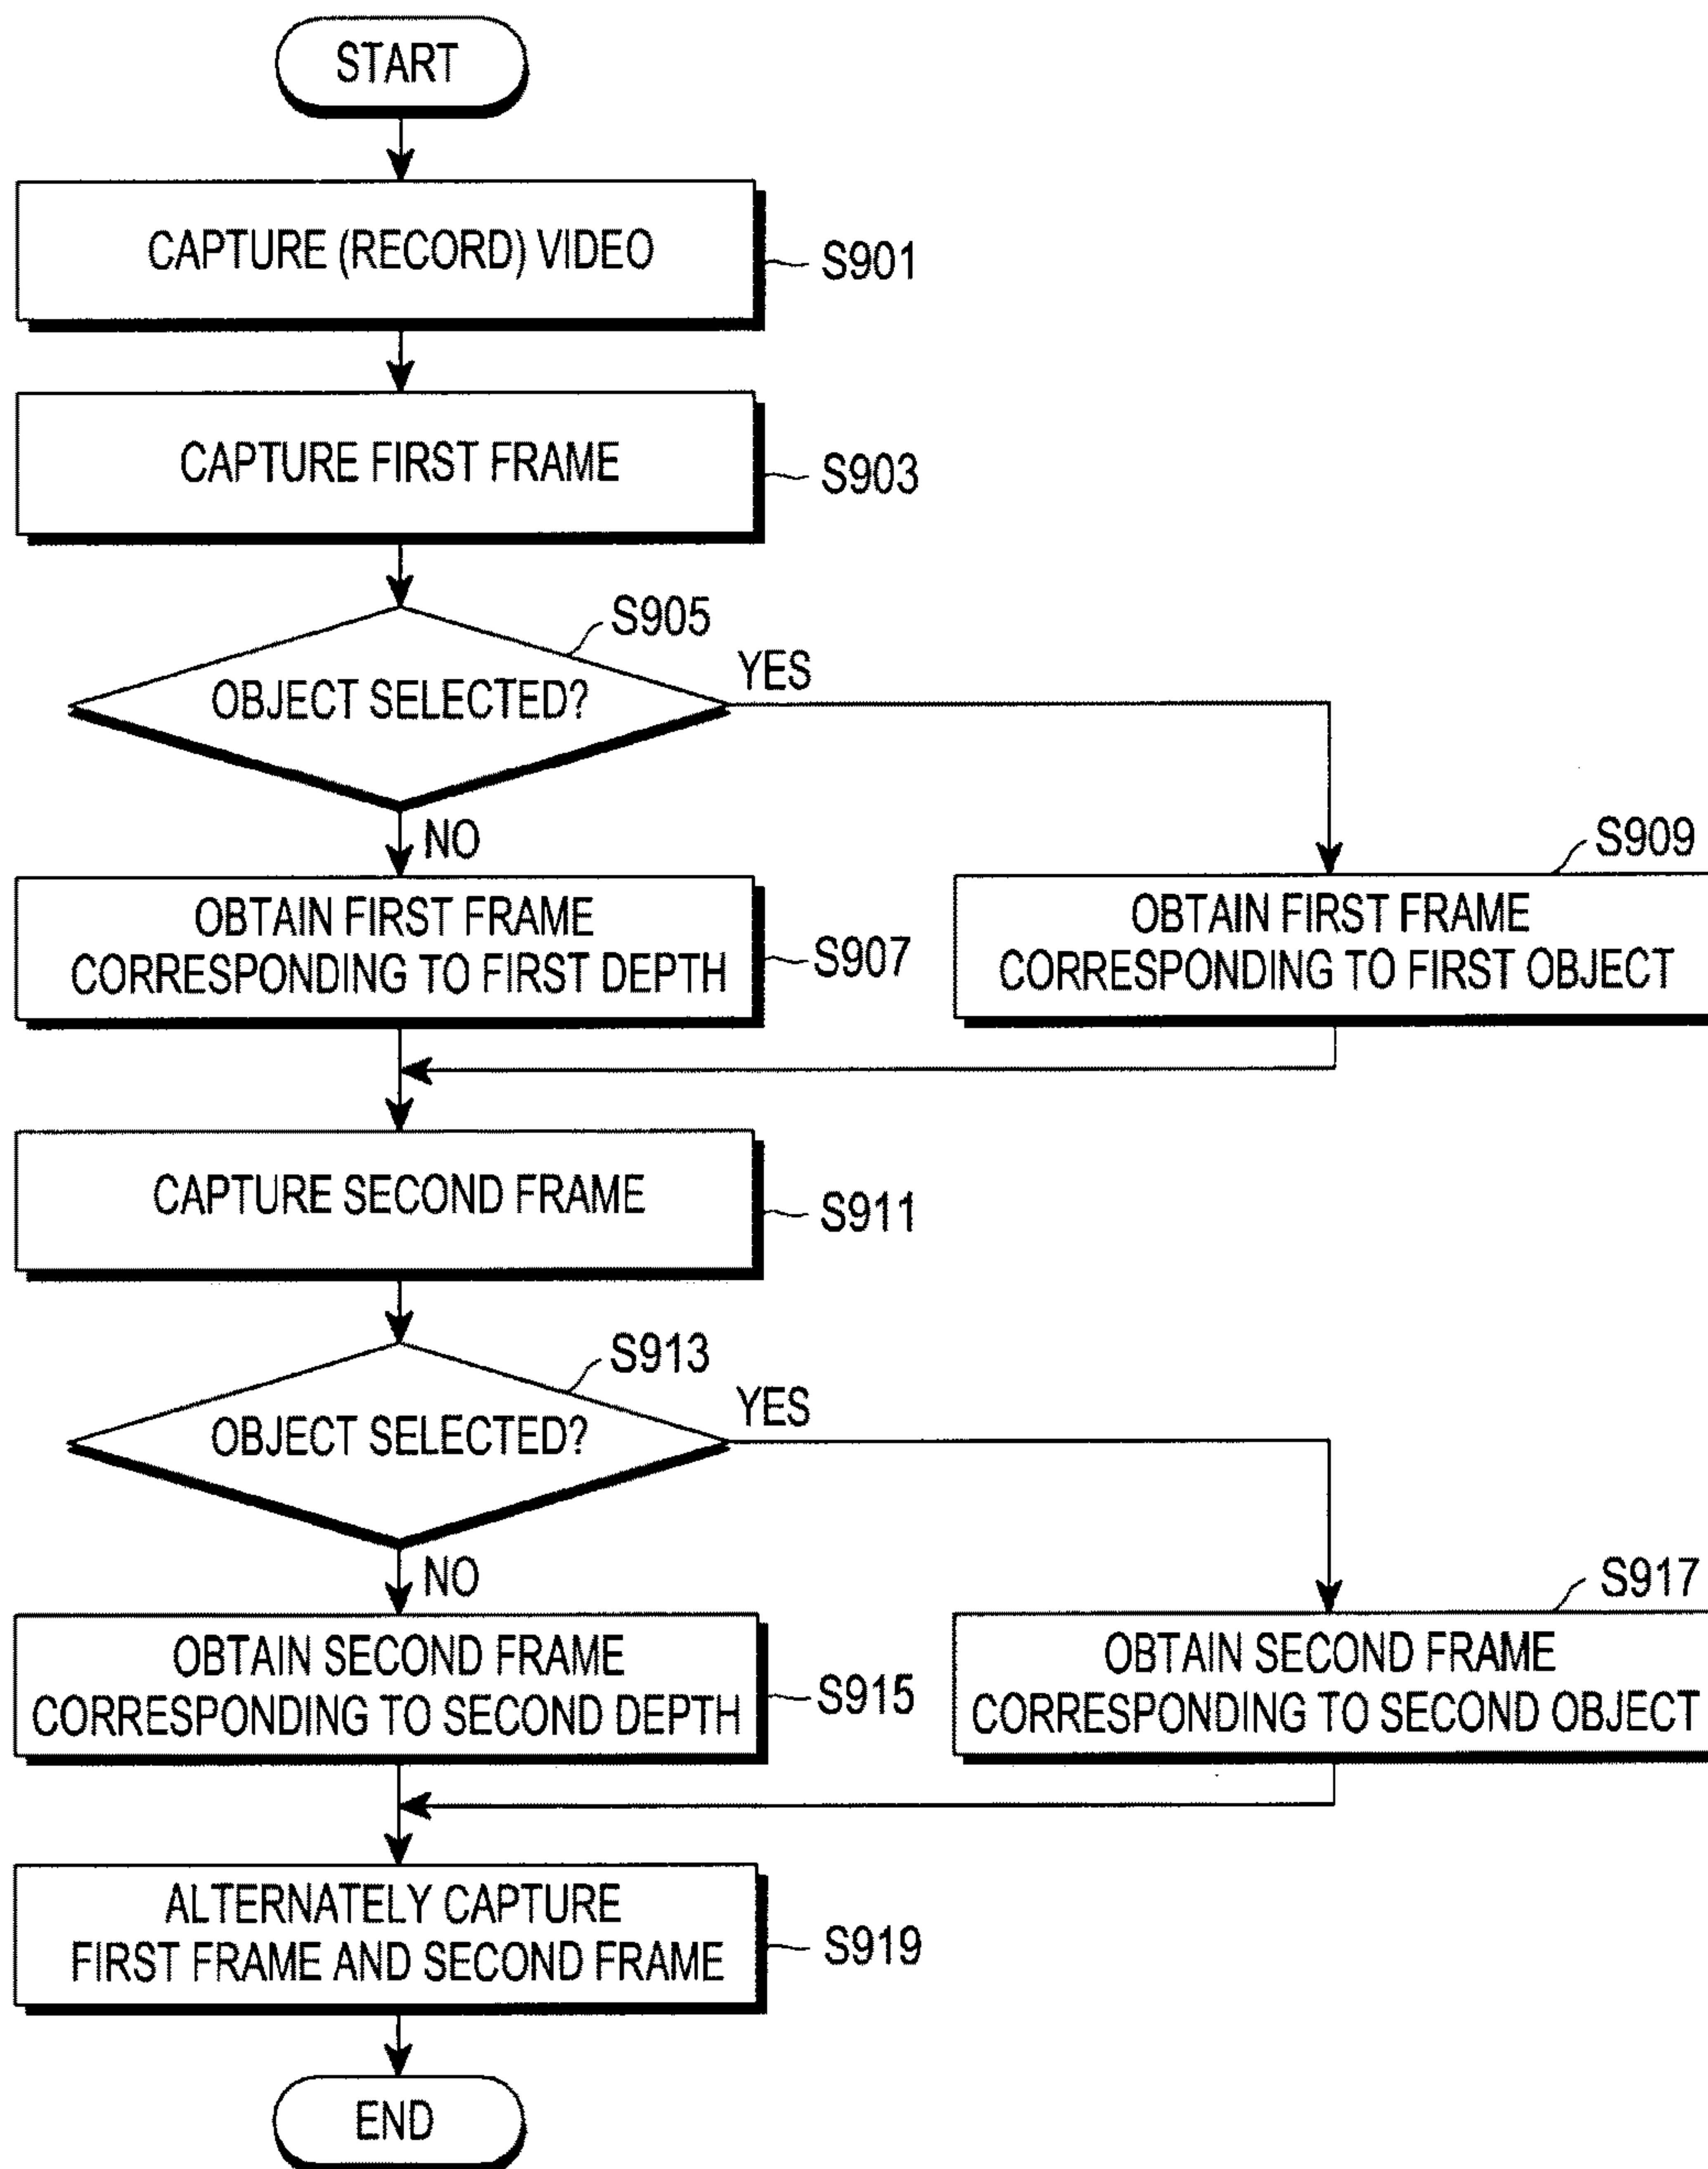 START
CAPTURE (RECORD) VIDEO
S901
CAPTURE FIRST FRAME
S903
S905
OBJECT SELECTED?
YES
NO
S909
OBTAIN FIRST FRAME
CORRESPONDING TO FIRST DEPTH
S907
OBTAIN FIRST FRAME
CORRESPONDING TO FIRST OBJECT
CAPTURE SECOND FRAME
S911
S913
OBJECT SELECTED?
YES
NO
S917
OBTAIN SECOND FRAME
CORRESPONDING TO SECOND DEPTH
S915
OBTAIN SECOND FRAME
CORRESPONDING TO SECOND OBJECT
ALTERNATELY CAPTURE
FIRST FRAME AND SECOND FRAME
S919
END